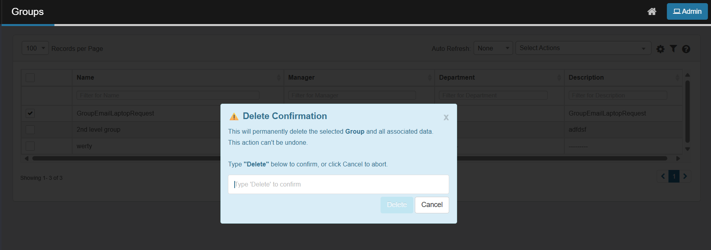 Groups
Admin
100
Records per Page
Auto Refresh
None
Select Actions
Name
Manager
Department
Description
GroupEmailLaptopRequest
GroupEmailLaptopRequest
2nd level group
added
Showing 1 - 3 of 3
1
Delete Confirmation
x
This will permanently delete the selected Group and all associated data.
This action can't be undone.
Type "Delete" below to confirm, or click Cancel to abort.
Type 'Delete' to confirm
Delete
Cancel